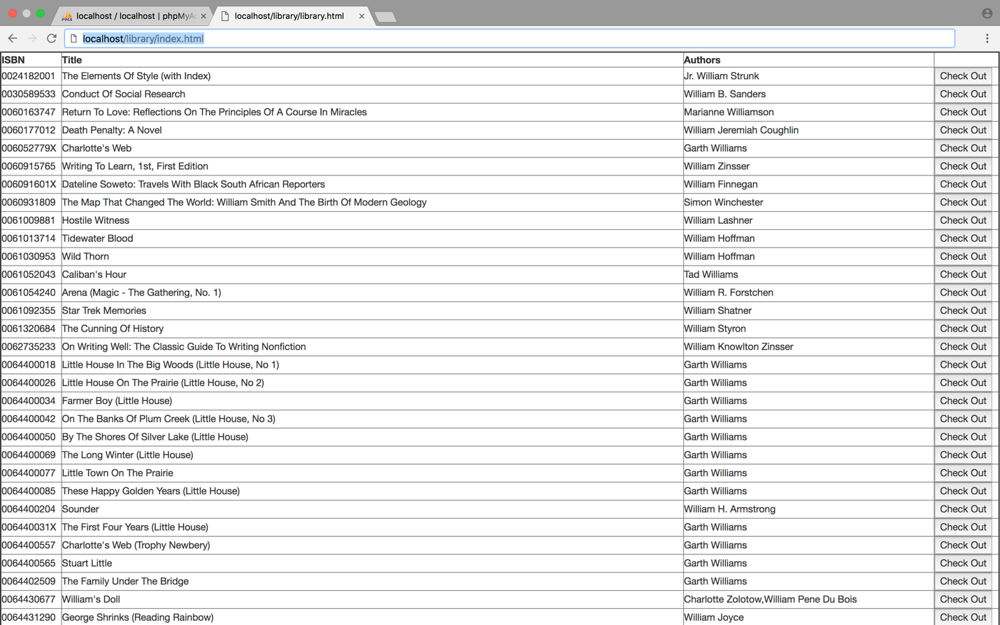 localhost / localhost | phpMyA
localhost/library/library.html
localhost/library/index.html
ISBN Title Authors
0024182001 The Elements Of Style (with Index) Jr. William Strunk Check Out
0030589533 Conduct Of Social Research William B. Sanders Check Out
0060163747 Return To Love: Reflections On The Principles Of A Course In Miracles Marianne Williamson Check Out
0060177012 Death Penalty: A Novel William Jeremiah Coughlin Check Out
006052779X Charlotte's Web Garth Williams Check Out
0060915765 Writing To Learn, 1st, First Edition William Zinsser Check Out
006091601X Dateline Soweto: Travels With Black South African Reporters William Finnegan Check Out
0060931809 The Map That Changed The World: William Smith And The Birth Of Modern Geology Simon Winchester Check Out
0061009881 Hostile Witness William Lashner Check Out
0061013714 Tidewater Blood William Hoffman Check Out
0061030953 Wild Thorn William Hoffman Check Out
0061052043 Caliban's Hour Tad Williams Check Out
0061054240 Arena (Magic - The Gathering, No. 1) William R. Forstchen Check Out
0061092355 Star Trek Memories William Shatner Check Out
0061320684 The Cunning Of History William Styron Check Out
0062735233 On Writing Well: The Classic Guide To Writing Nonfiction William Knowlton Zinsser Check Out
0064400018 Little House In The Big Woods (Little House, No 1) Garth Williams Check Out
0064400026 Little House On The Prairie (Little House, No 2) Garth Williams Check Out
0064400034 Farmer Boy (Little House) Garth Williams Check Out
0064400042 On The Banks Of Plum Creek (Little House, No 3) Garth Williams Check Out
0064400050 By The Shores Of Silver Lake (Little House) Garth Williams Check Out
0064400069 The Long Winter (Little House) Garth Williams Check Out
0064400077 Little Town On The Prairie Garth Williams Check Out
0064400085 These Happy Golden Years (Little House) Garth Williams Check Out
0064400204 Sounder William H. Armstrong Check Out
006440031X The First Four Years (Little House) Garth Williams Check Out
0064400557 Charlotte's Web (Trophy Newbery) Garth Williams Check Out
0064400565 Stuart Little Garth Williams Check Out
0064402509 The Family Under The Bridge Garth Williams Check Out
0064430677 William's Doll Charlotte Zolotow,William Pene Du Bois Check Out
0064431290 George Shrinks (Reading Rainbow) William Joyce Check Out